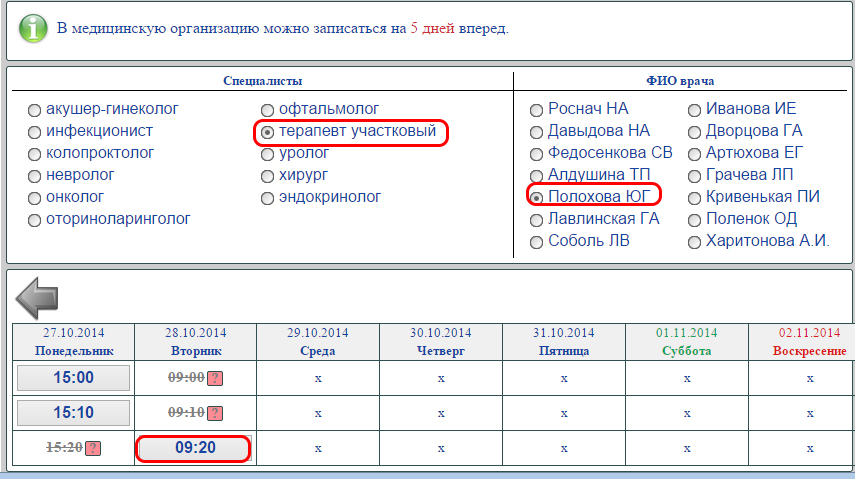 В медицинскую организацию можно записаться на 5 дней вперед.
Специалисты ФИО врача
акушер-гинеколог офтальмолог Роснач НА Иванова ИЕ
инфекционист терапевт участковый Давыдова НА Дворцова ГА
колопроктолог уролог Федосенкова СВ Артюхова ЕГ
невролог хирург Алдушина ТП Грачева ЛП
онколог эндокринолог Полохова ЮГ Кривенькая ПИ
оториноларинголог Лавлинская ГА Поленок ОД
Соболь ЛВ Харитонова А.И.
27.10.2014 28.10.2014 29.10.2014 30.10.2014 31.10.2014 01.11.2014 02.11.2014
Понедельник Вторник Среда Четверг Пятница Суббота Воскресение
15:00 09:00 ? х х х х х
15:10 09:10 ? х х х х х
15:20 ? 09:20 х х х х х